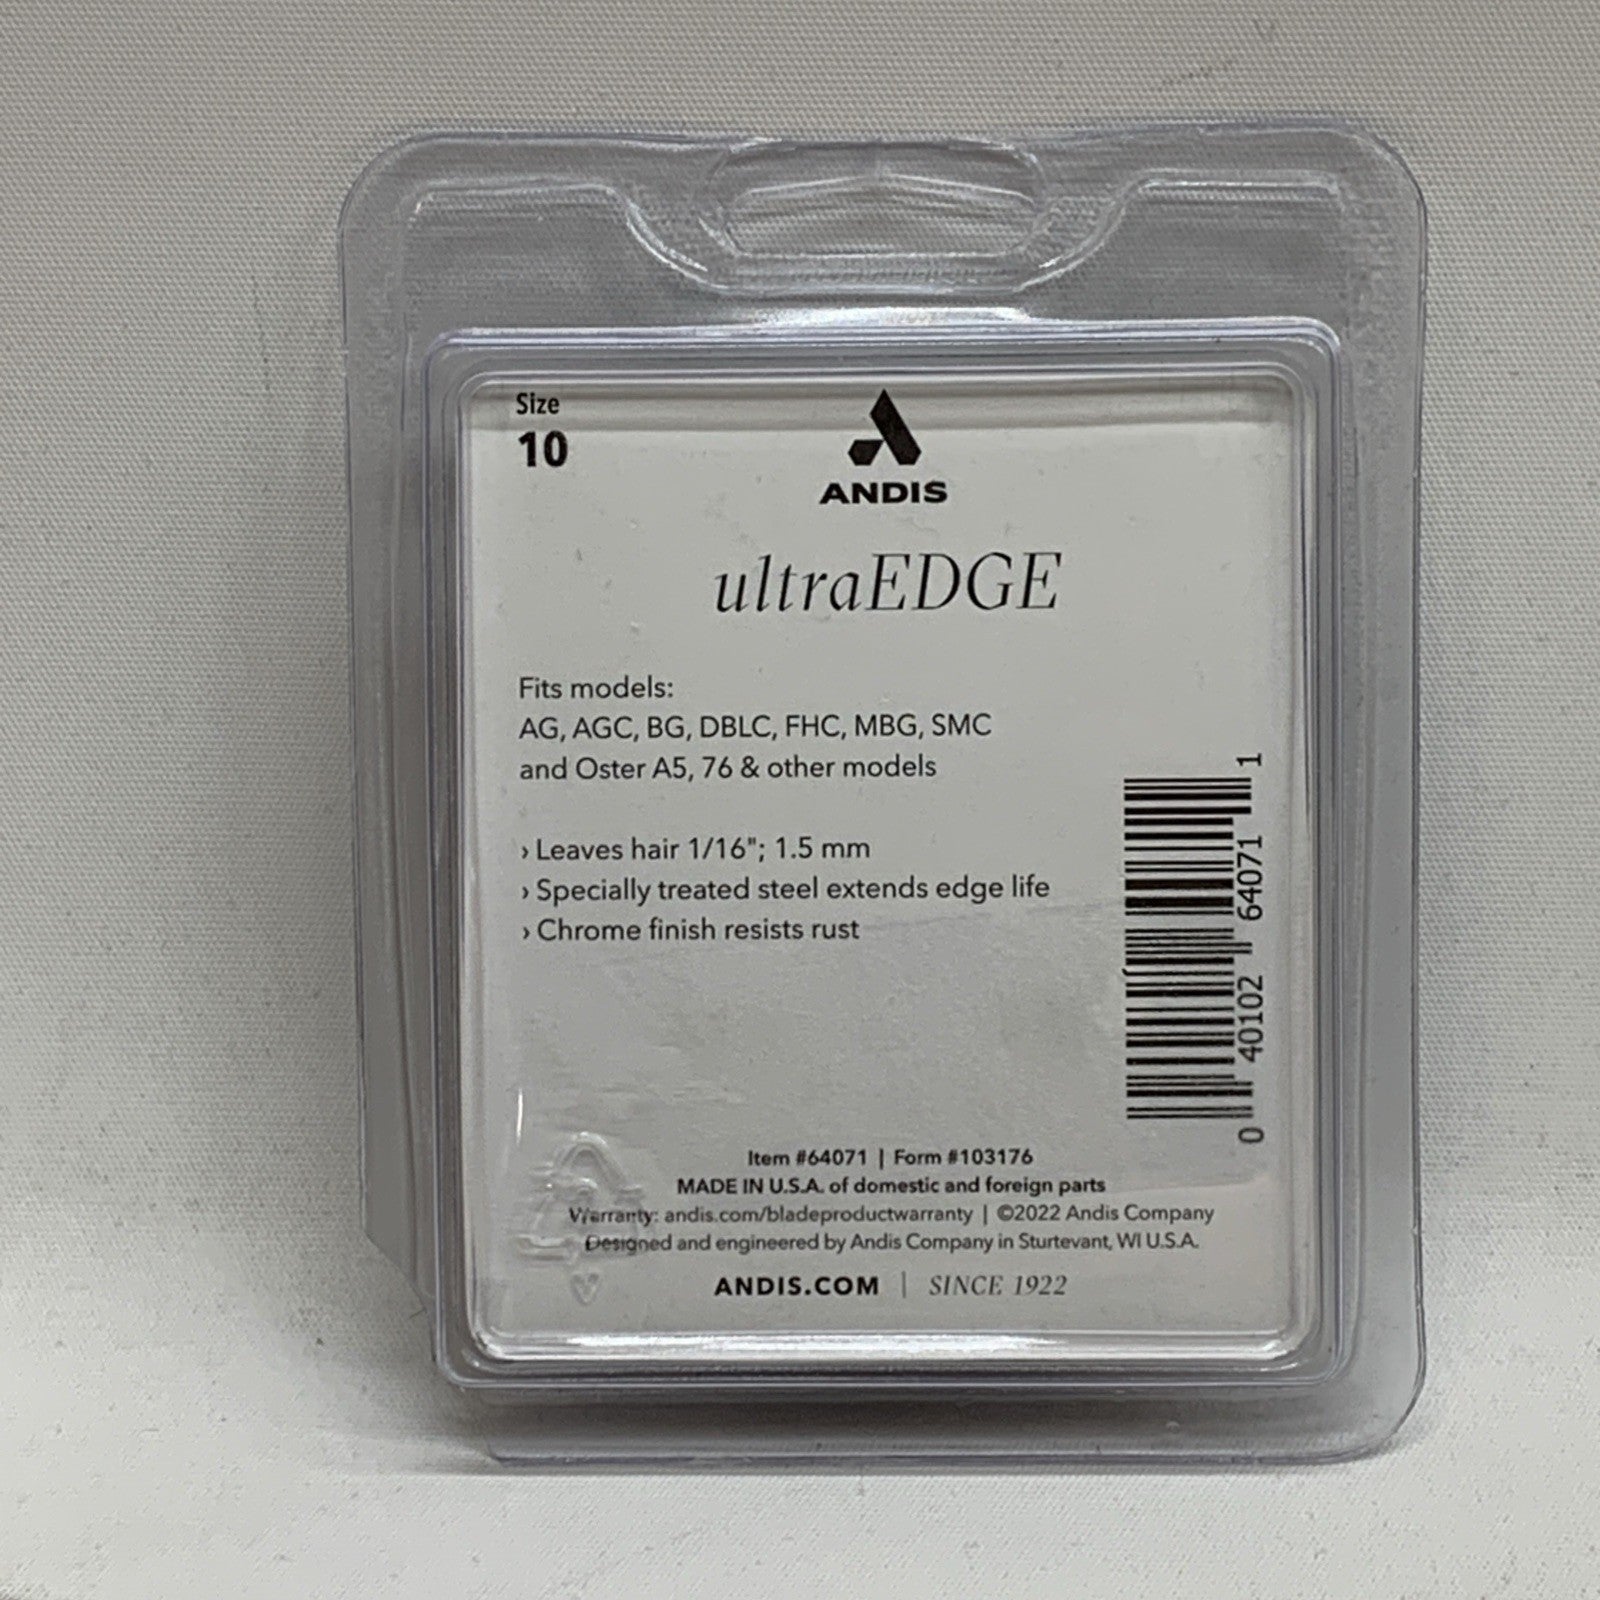 Size
10
ANDIS
ultraEDGE
Fits models:
AG, AGC, BG, DBLC, FHC, MBG, SMC
and Oster A5, 76 & other models
› Leaves hair 1/16"; 1.5 mm
› Specially treated steel extends edge life
› Chrome finish resists rust
0 40102 64071 1
Item #64071 | Form #103176
MADE IN U.S.A. of domestic and foreign parts
Warranty: andis.com/bladeproductwarranty | ©2022 Andis Company
Designed and engineered by Andis Company in Sturtevant, WI U.S.A.
ANDIS.COM | SINCE 1922